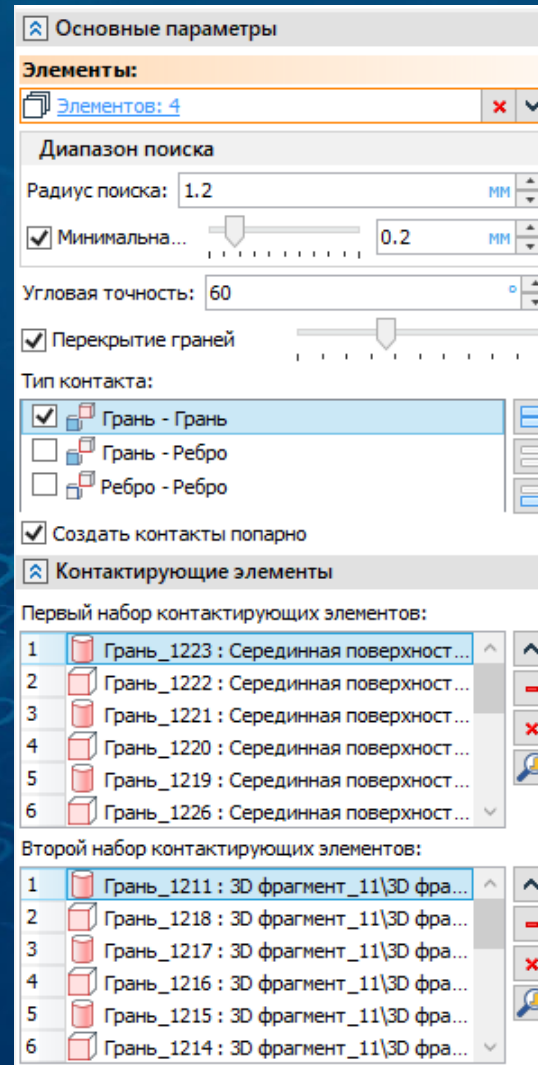 Основные параметры
Элементы:
Элементов: 4
Диапазон поиска
Радиус поиска: 1.2 мм
Минимальна... 0.2 мм
Угловая точность: 60 °
Перекрытие граней
Тип контакта:
Грань - Грань
Грань - Ребро
Ребро - Ребро
Создать контакты попарно
Контактирующие элементы
Первый набор контактирующих элементов:
1 Грань_1223 : Серединная поверхност...
2 Грань_1222 : Серединная поверхност...
3 Грань_1221 : Серединная поверхност...
4 Грань_1220 : Серединная поверхност...
5 Грань_1219 : Серединная поверхност...
6 Грань_1226 : Серединная поверхност...
Второй набор контактирующих элементов:
1 Грань_1211 : 3D фрагмент_11\3D фра...
2 Грань_1218 : 3D фрагмент_11\3D фра...
3 Грань_1217 : 3D фрагмент_11\3D фра...
4 Грань_1216 : 3D фрагмент_11\3D фра...
5 Грань_1215 : 3D фрагмент_11\3D фра...
6 Грань_1214 : 3D фрагмент_11\3D фра...